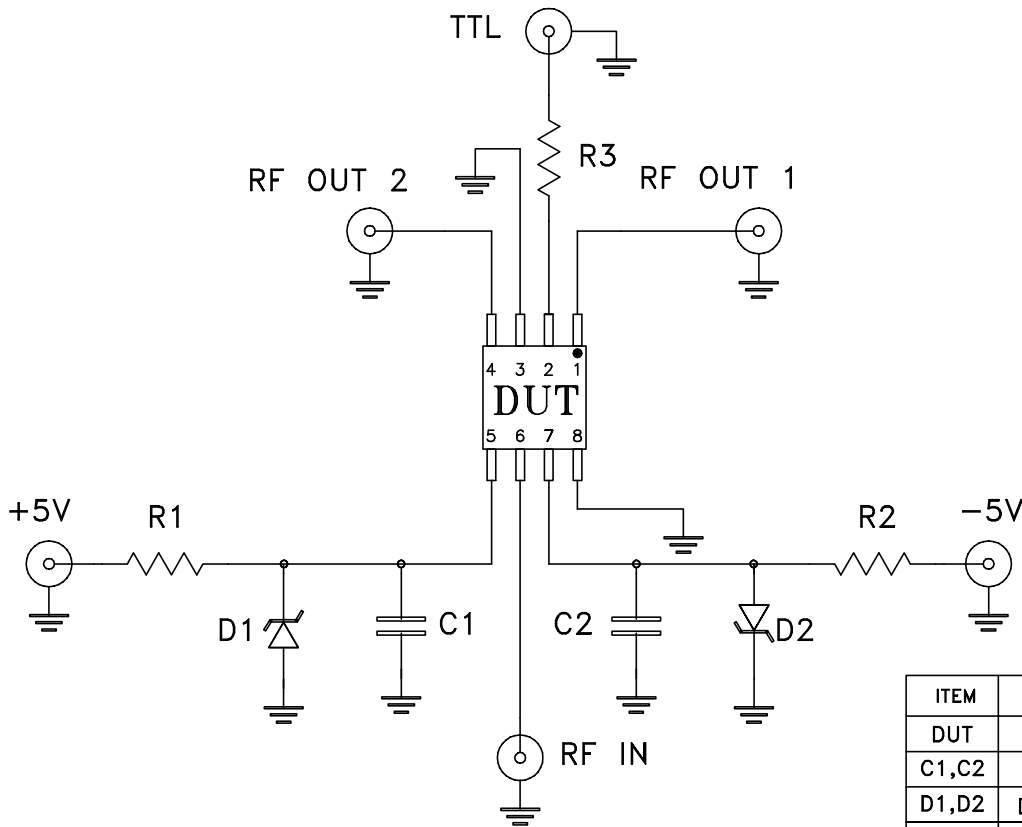 TTL
R3
RF OUT 2
RF OUT 1
4 3 2 1
DUT
5 6 7 8
+5V
R1
R2
-5V
D1
C1
C2
D2
RF IN
ITEM
DUT
C1,C2
D1,D2